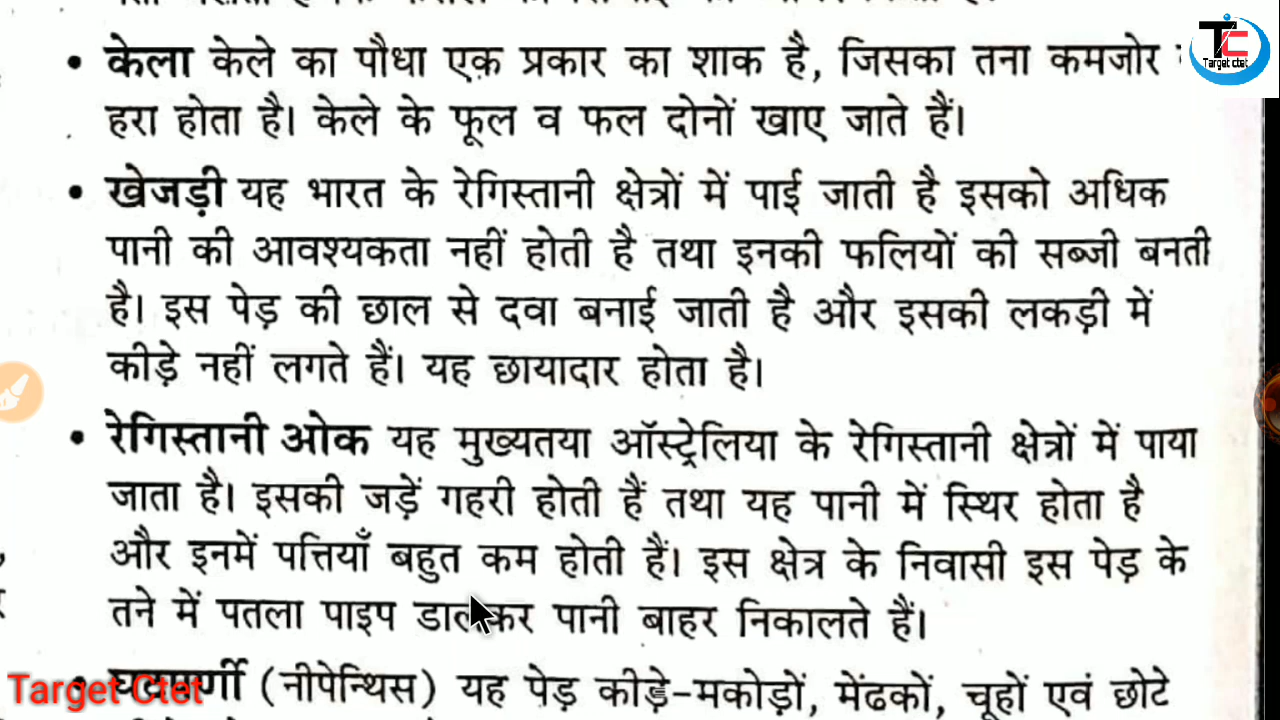 • केला केले का पौधा एक प्रकार का शाक है, जिसका तना कमजोर
हरा होता है। केले के फूल व फल दोनों खाए जाते हैं।
• खेजड़ी यह भारत के रेगिस्तानी क्षेत्रों में पाई जाती है इसको अधिक
पानी की आवश्यकता नहीं होती है तथा इनकी फलियों की सब्जी बनती
है। इस पेड़ की छाल से दवा बनाई जाती है और इसकी लकड़ी में
कीड़े नहीं लगते हैं। यह छायादार होता है।
• रेगिस्तानी ओक यह मुख्यतया ऑस्ट्रेलिया के रेगिस्तानी क्षेत्रों में पाया
जाता है। इसकी जड़ें गहरी होती हैं तथा यह पानी में स्थिर होता है
और इनमें पत्तियाँ बहुत कम होती हैं। इस क्षेत्र के निवासी इस पेड़ के
तने में पतला पाइप डालकर पानी बाहर निकालते हैं।
(नीपेन्थिस) यह पेड़ कीड़े-मकोड़ों, मेंढकों, चूहों एवं छोटे
TC
Target ctet
Target Ctet